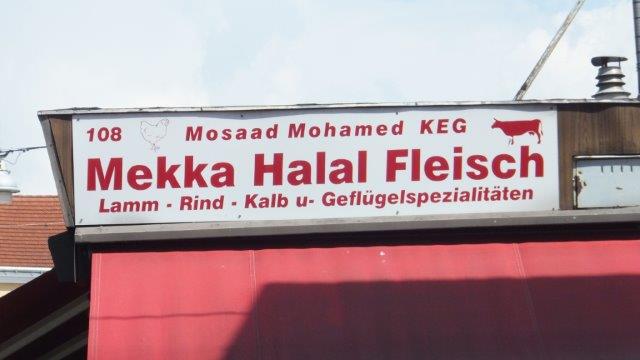 108 Mosaad Mohamed KEG
Mekka Halal Fleisch
Lamm - Rind - Kalb u- Geflügelspezialitäten